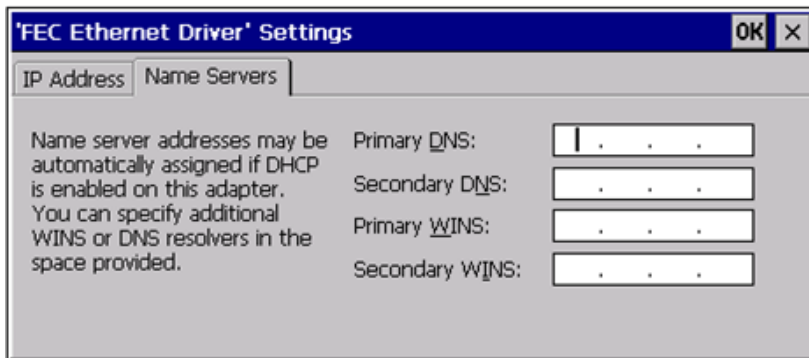 'FEC Ethernet Driver' Settings OK ×
IP Address Name Servers
Name server addresses may be
automatically assigned if DHCP
is enabled on this adapter.
You can specify additional
WINS or DNS resolvers in the
space provided.
Primary DNS: . . .
Secondary DNS: . . .
Primary WINS: . . .
Secondary WINS: . . .